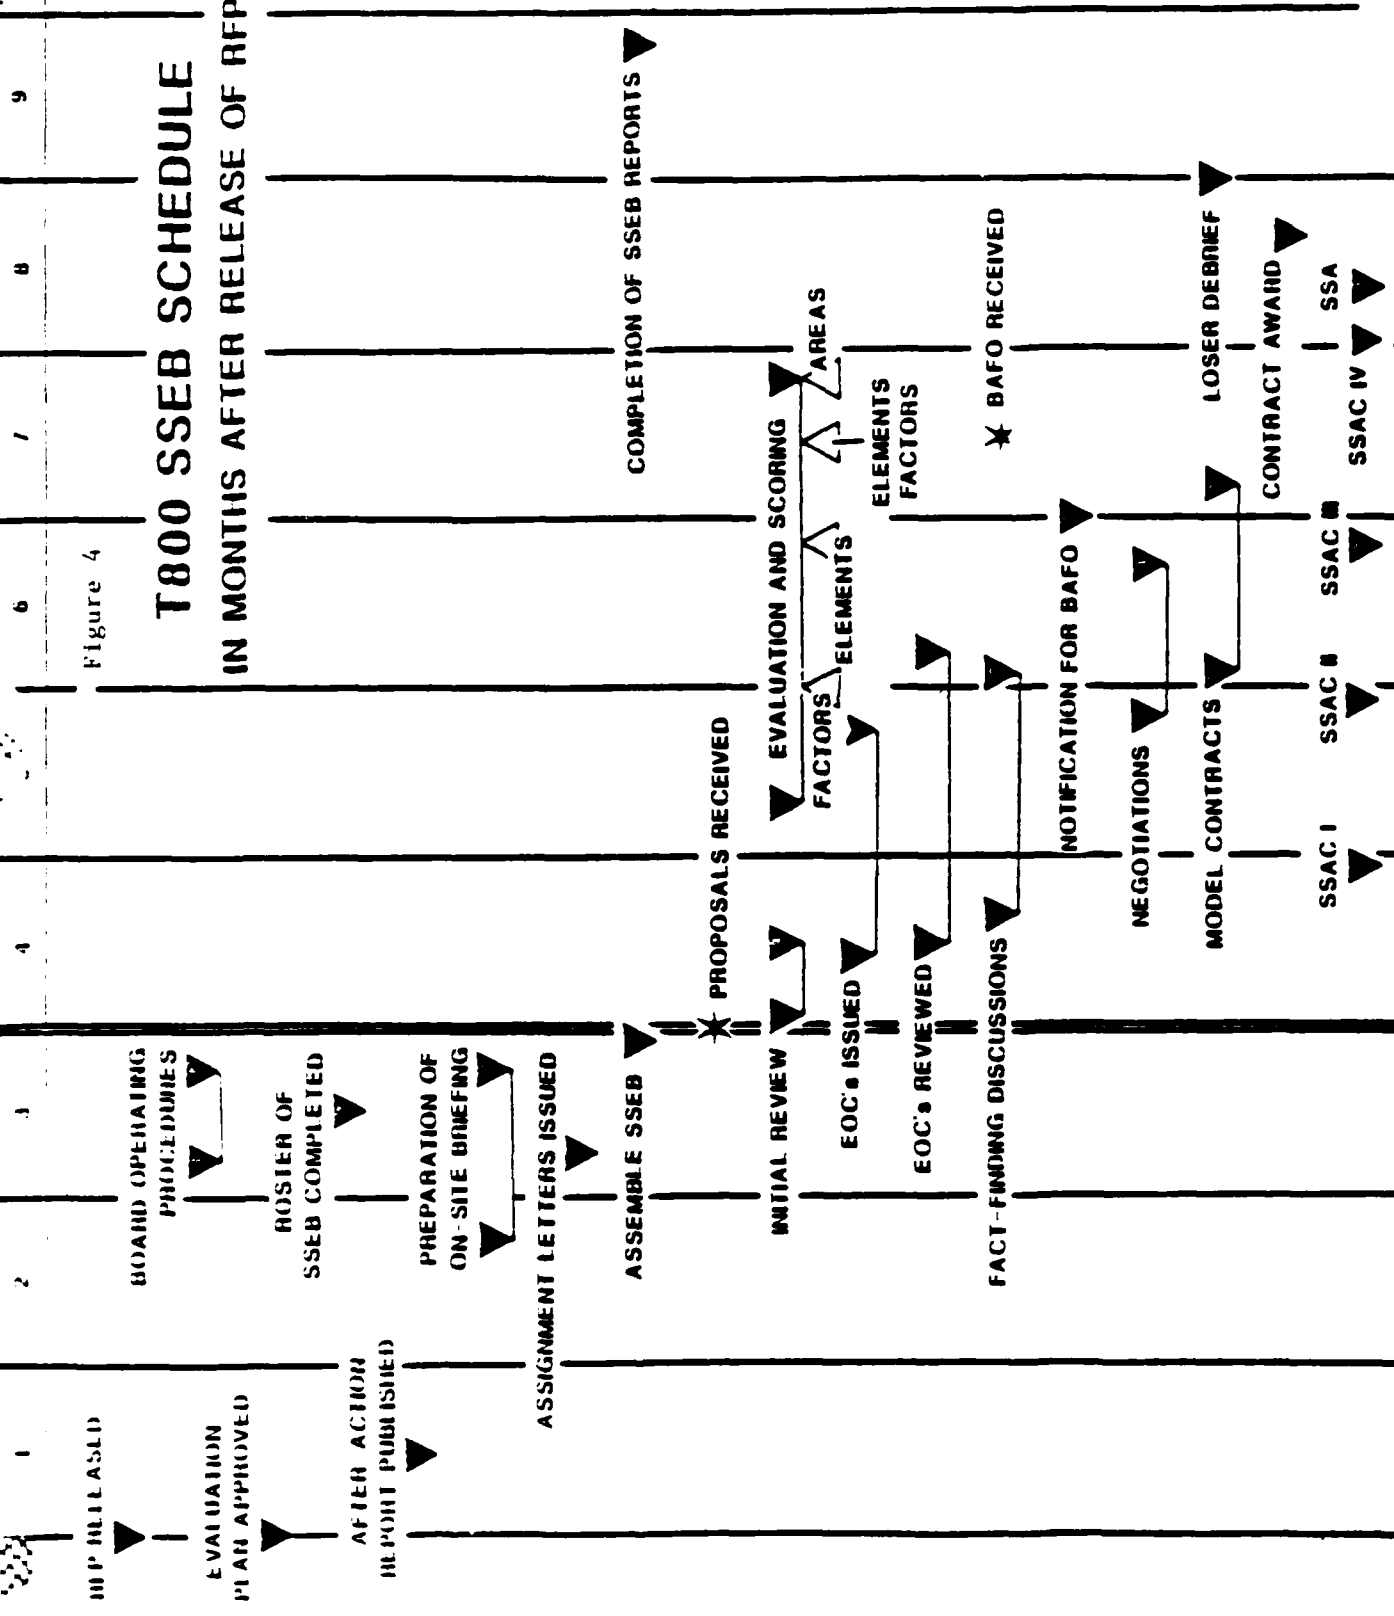 1 2 3 4 6 7 8 9
Figure 4
T800 SSEB SCHEDULE
IN MONTHS AFTER RELEASE OF RFP
RFP RELEASED
BOARD OPERATING
PROCEDURES
EVALUATION
PLAN APPROVED
ROSTER OF
SSEB COMPLETED
AFTER ACTION
REPORT PUBLISHED
PREPARATION OF
ON-SITE BRIEFING
ASSIGNMENT LETTERS ISSUED
ASSEMBLE SSEB
COMPLETION OF SSEB REPORTS
PROPOSALS RECEIVED
INITIAL REVIEW
EVALUATION AND SCORING
FACTORS
ELEMENTS
ELEMENTS
FACTORS
AREAS
EOC's ISSUED
EOC's REVIEWED
FACT-FINDING DISCUSSIONS
BAFO RECEIVED
NOTIFICATION FOR BAFO
NEGOTIATIONS
MODEL CONTRACTS
LOSER DEBRIEF
CONTRACT AWARD
SSAC I SSAC II SSAC III SSAC IV SSA